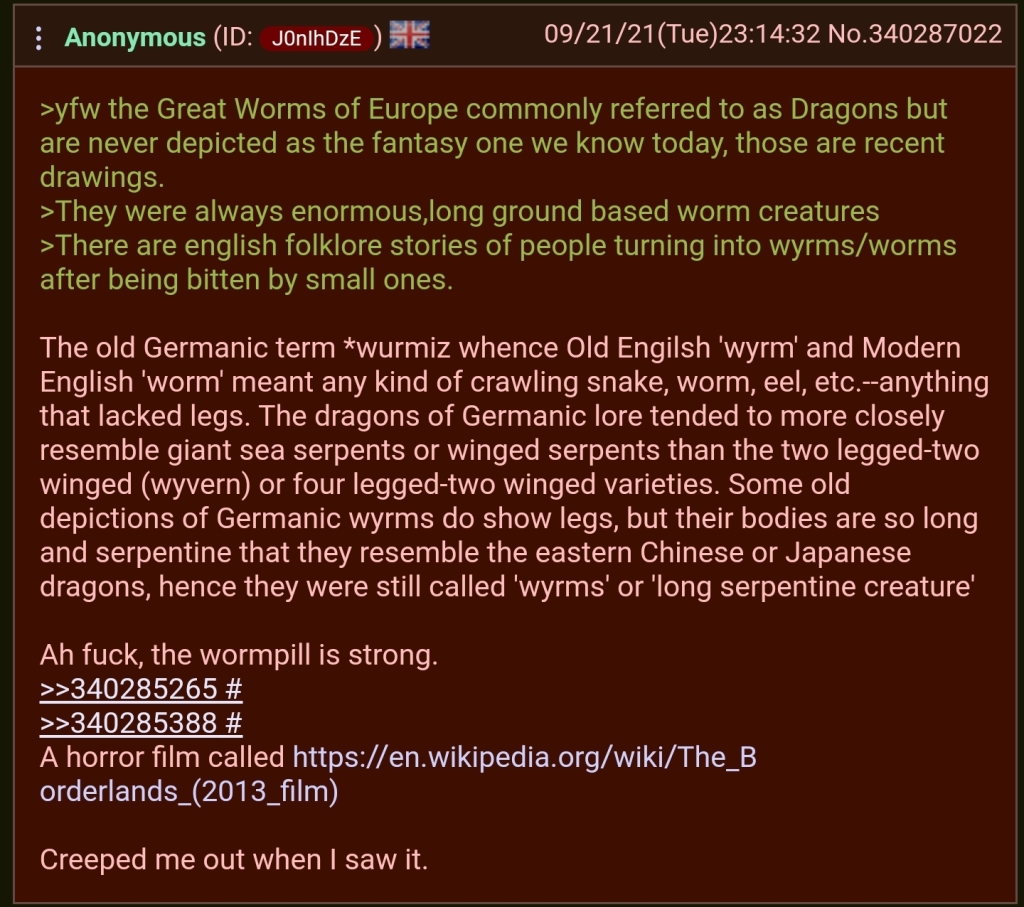 Anonymous (ID: J0nIhDzE ) 09/21/21(Tue)23:14:32 No.340287022
>yfw the Great Worms of Europe commonly referred to as Dragons but
are never depicted as the fantasy one we know today, those are recent
drawings.
>They were always enormous,long ground based worm creatures
>There are english folklore stories of people turning into wyrms/worms
after being bitten by small ones.
The old Germanic term *wurmiz whence Old Engilsh 'wyrm' and Modern
English 'worm' meant any kind of crawling snake, worm, eel, etc.--anything
that lacked legs. The dragons of Germanic lore tended to more closely
resemble giant sea serpents or winged serpents than the two legged-two
winged (wyvern) or four legged-two winged varieties. Some old
depictions of Germanic wyrms do show legs, but their bodies are so long
and serpentine that they resemble the eastern Chinese or Japanese
dragons, hence they were still called 'wyrms' or 'long serpentine creature'
Ah fuck, the wormpill is strong.
>>340285265 #
>>340285388 #
A horror film called https://en.wikipedia.org/wiki/The_B
orderlands_(2013_film)
Creeped me out when I saw it.